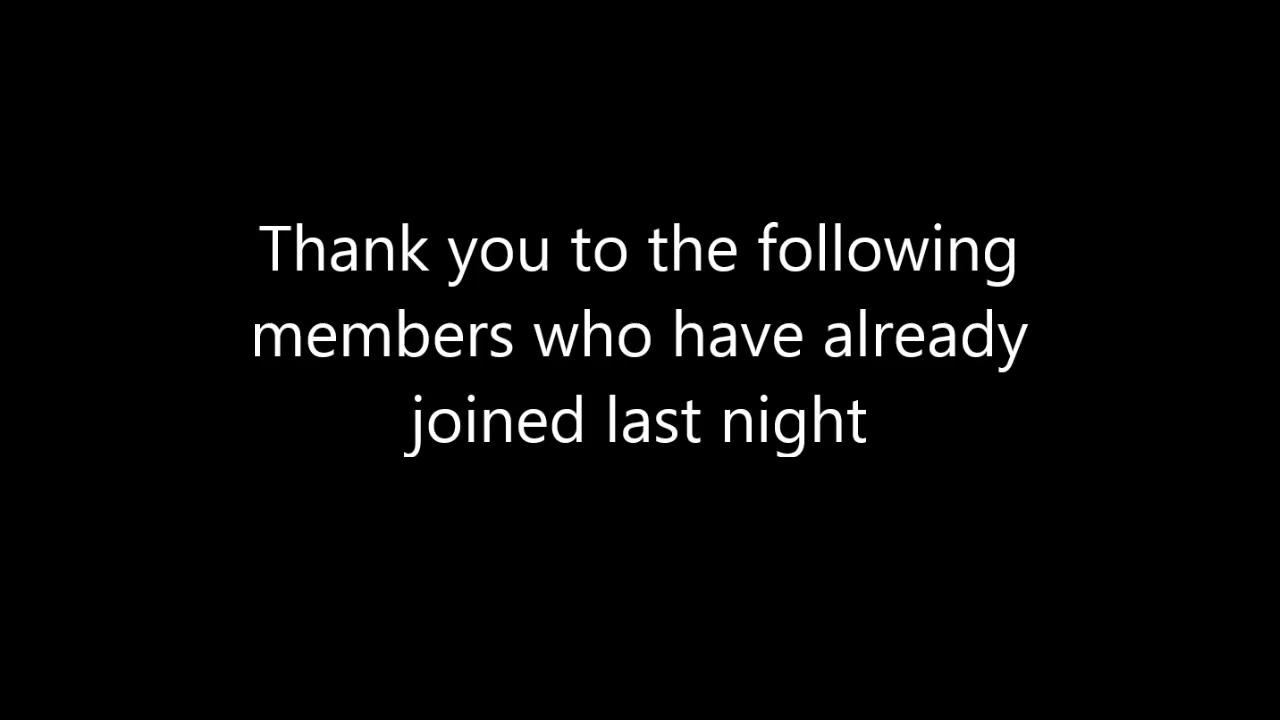 Thank you to the following
members who have already
joined last night